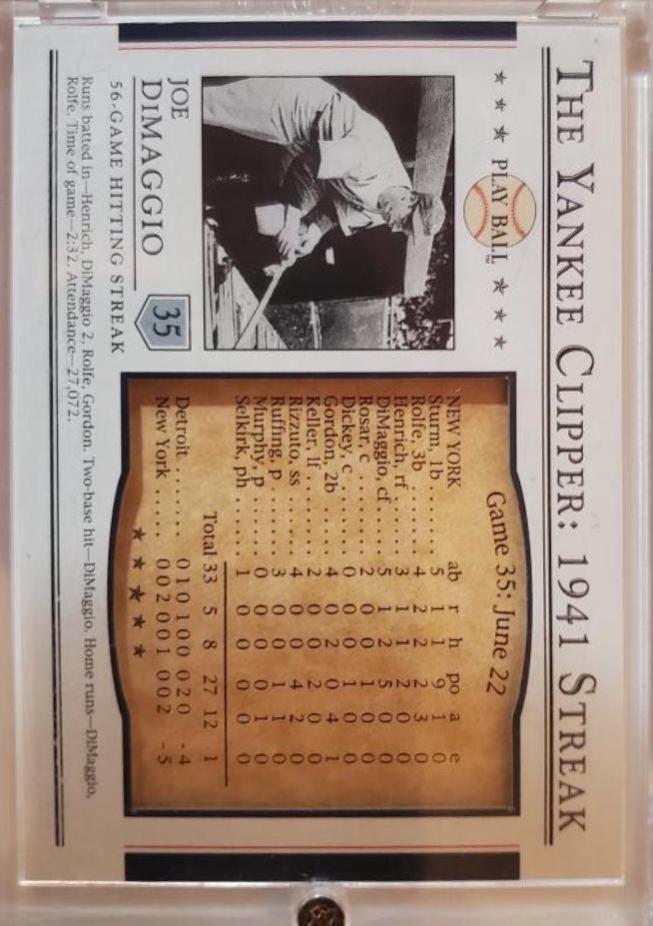 THE YANKEE CLIPPER: 1941 STREAK
★ ★ ★ PLAY BALL™ ★ ★ ★
JOE
DIMAGGIO
35
56-GAME HITTING STREAK
Game 35: June 22
NEW YORK ab r h po a e
Sturm, 1b ....... 5 1 1 9 1 0
Rolfe, 3b ....... 4 2 2 2 3 0
Henrich, rf ....... 3 1 1 2 0 0
DiMaggio, cf ....... 5 1 2 5 0 0
Rosar, c ....... 2 0 0 1 0 0
Dickey, c ....... 0 0 0 1 0 0
Gordon, 2b ....... 4 0 2 0 4 1
Keller, lf ....... 2 0 0 2 0 0
Rizzuto, ss ....... 4 0 0 4 2 0
Ruffing, p ....... 3 0 0 1 1 0
Murphy, p ....... 0 0 0 0 1 0
Selkirk, ph ....... 1 0 0 0 0 0
Total 33 5 8 27 12 1
Detroit ...... 010 100 020 -4
New York ..... 002 001 002 -5
★ ★ ★ ★ ★
Runs batted in—Henrich, DiMaggio 2, Rolfe, Gordon. Two-base hit—DiMaggio. Home runs—DiMaggio,
Rolfe. Time of game—2:32. Attendance—27,072.